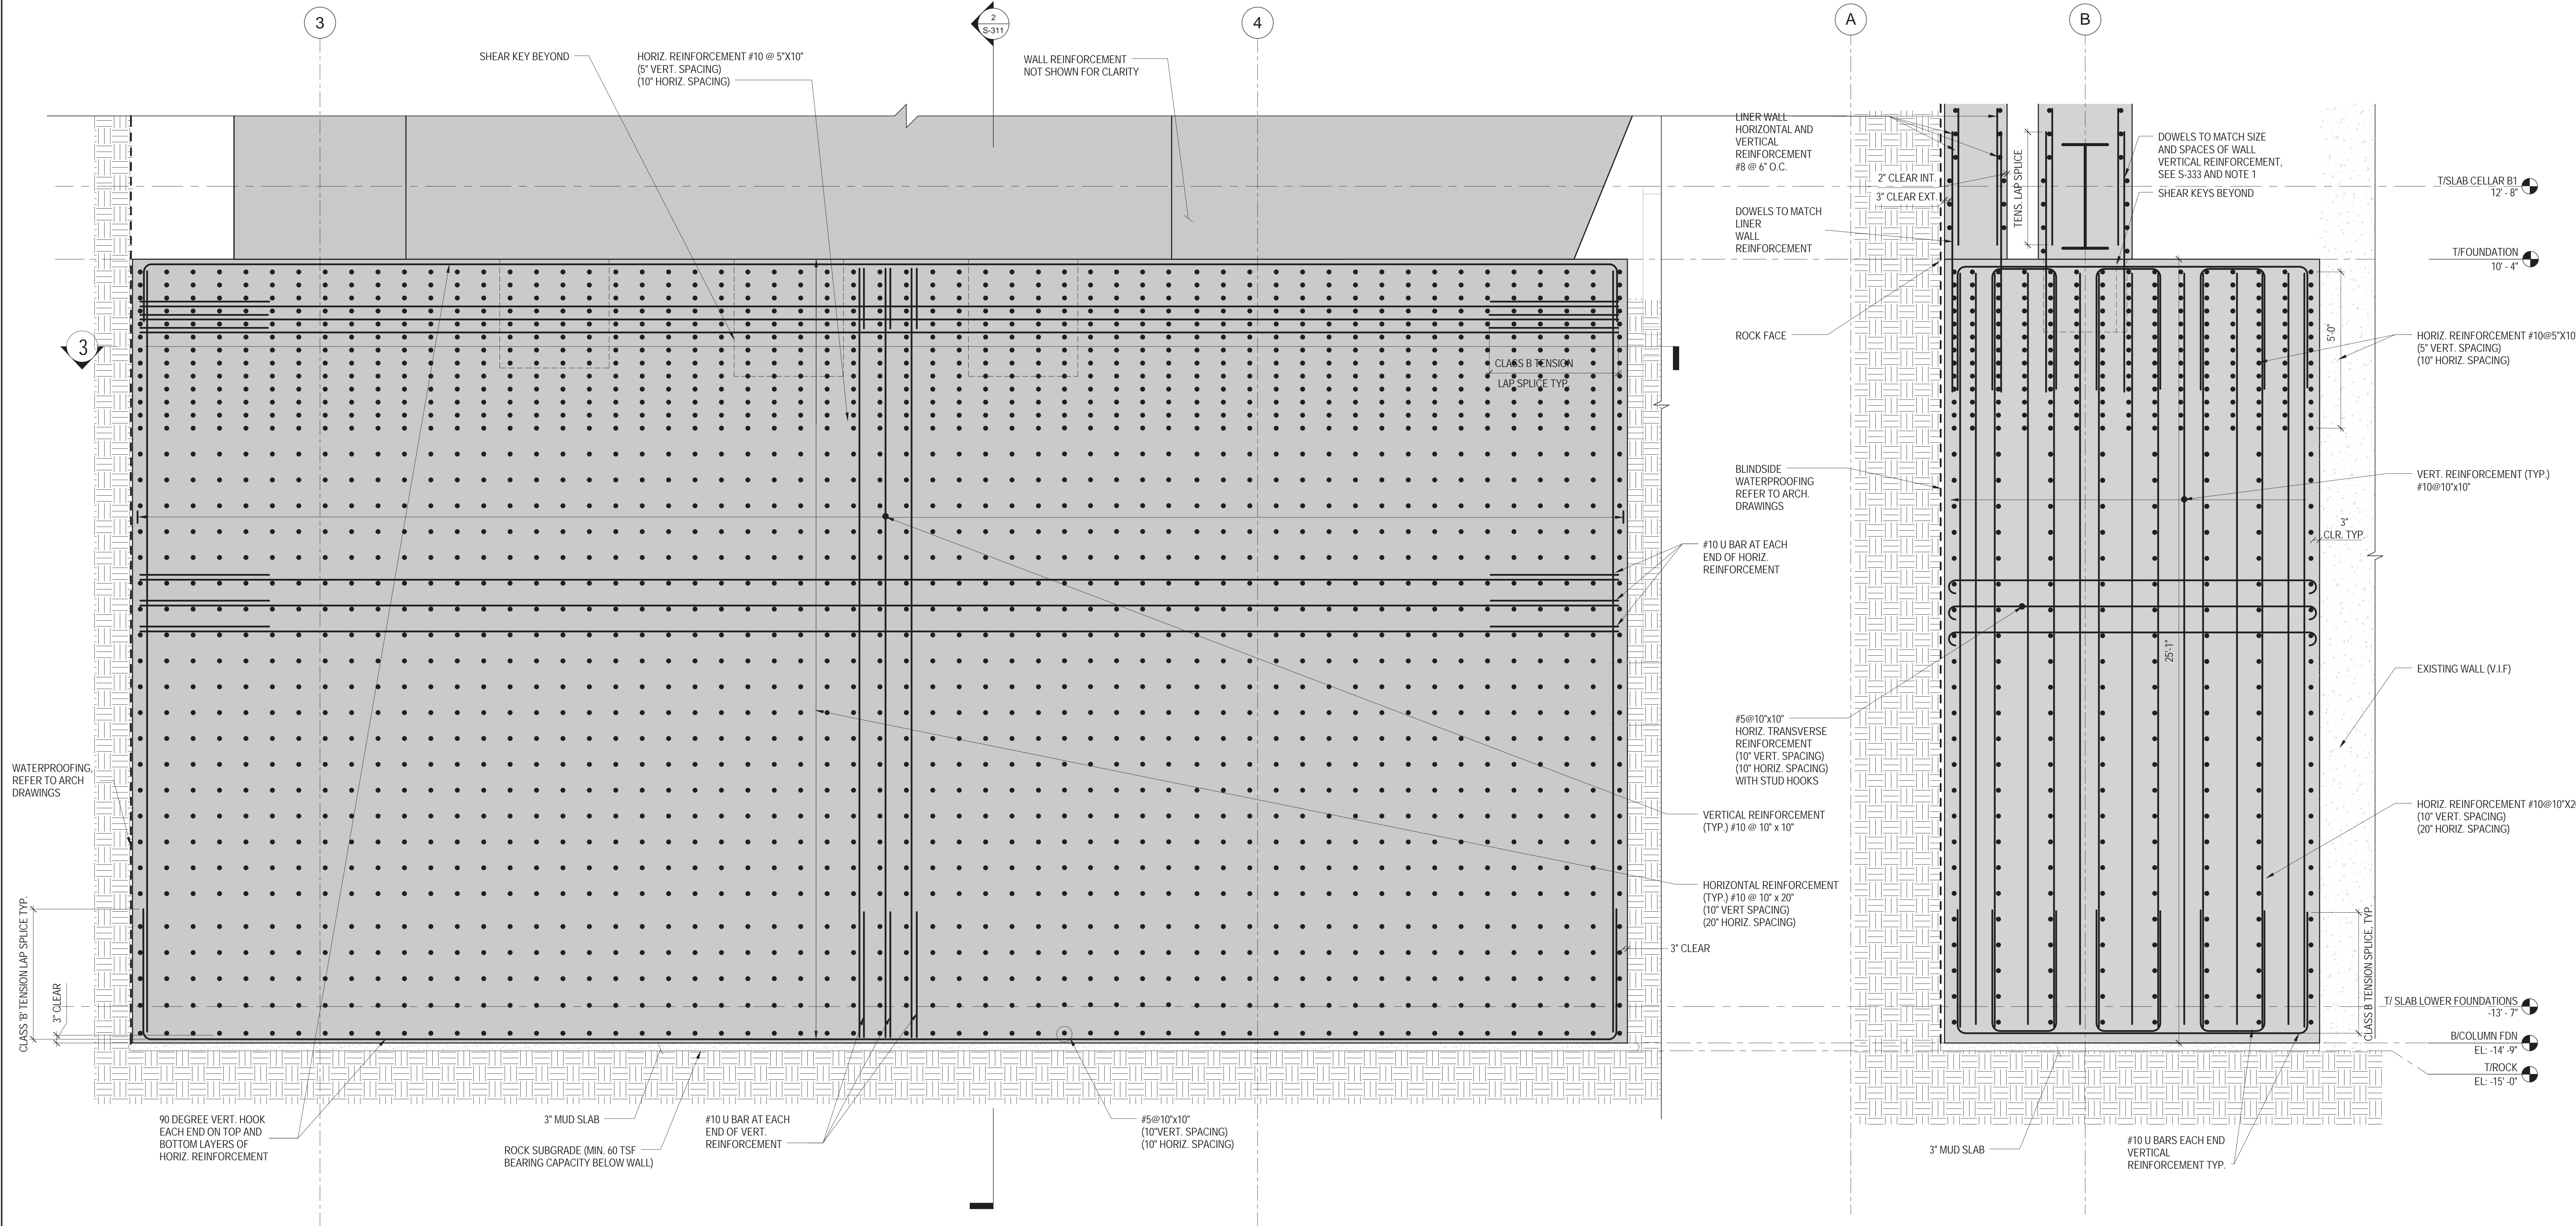 3
2
S-311
4
A
B
SHEAR KEY BEYOND
HORIZ. REINFORCEMENT #10 @ 5"X10"
(5" VERT. SPACING)
(10" HORIZ. SPACING)
WALL REINFORCEMENT
NOT SHOWN FOR CLARITY
3
CLASS B TENSION
LAP SPLICE TYP.
WATERPROOFING,
REFER TO ARCH
DRAWINGS
CLASS 'B' TENSION LAP SPLICE TYP.
3" CLEAR
90 DEGREE VERT. HOOK
EACH END ON TOP AND
BOTTOM LAYERS OF
HORIZ. REINFORCEMENT
3" MUD SLAB
ROCK SUBGRADE (MIN. 60 TSF
BEARING CAPACITY BELOW WALL)
#10 U BAR AT EACH
END OF VERT.
REINFORCEMENT
#5@10"x10"
(10"VERT. SPACING)
(10" HORIZ. SPACING)
#10 U BAR AT EACH
END OF HORIZ.
REINFORCEMENT
VERTICAL REINFORCEMENT
(TYP.) #10 @ 10" x 10"
HORIZONTAL REINFORCEMENT
(TYP.) #10 @ 10" x 20"
(10" VERT SPACING)
(20" HORIZ. SPACING)
3" CLEAR
LINER WALL
HORIZONTAL AND
VERTICAL
REINFORCEMENT
#8 @ 6" O.C.
2" CLEAR INT.
3" CLEAR EXT.
DOWELS TO MATCH
LINER
WALL
REINFORCEMENT
ROCK FACE
BLINDSIDE
WATERPROOFING
REFER TO ARCH.
DRAWINGS
#5@10"x10"
HORIZ. TRANSVERSE
REINFORCEMENT
(10" VERT. SPACING)
(10" HORIZ. SPACING)
WITH STUD HOOKS
TENS. LAP SPLICE
DOWELS TO MATCH SIZE
AND SPACES OF WALL
VERTICAL REINFORCEMENT,
SEE S-333 AND NOTE 1
SHEAR KEYS BEYOND
T/SLAB CELLAR B1
12' - 8"
T/FOUNDATION
10' - 4"
5'-0"
HORIZ. REINFORCEMENT #10@5"X10
(5" VERT. SPACING)
(10" HORIZ. SPACING)
VERT. REINFORCEMENT (TYP.)
#10@10"x10"
3"
CLR. TYP.
25'-1"
EXISTING WALL (V.I.F)
HORIZ. REINFORCEMENT #10@10"X2
(10" VERT. SPACING)
(20" HORIZ. SPACING)
CLASS B TENSION SPLICE, TYP.
T/ SLAB LOWER FOUNDATIONS
-13' - 7"
B/COLUMN FDN
EL: -14' -9"
T/ROCK
EL: -15' -0"
3" MUD SLAB
#10 U BARS EACH END
VERTICAL
REINFORCEMENT TYP.